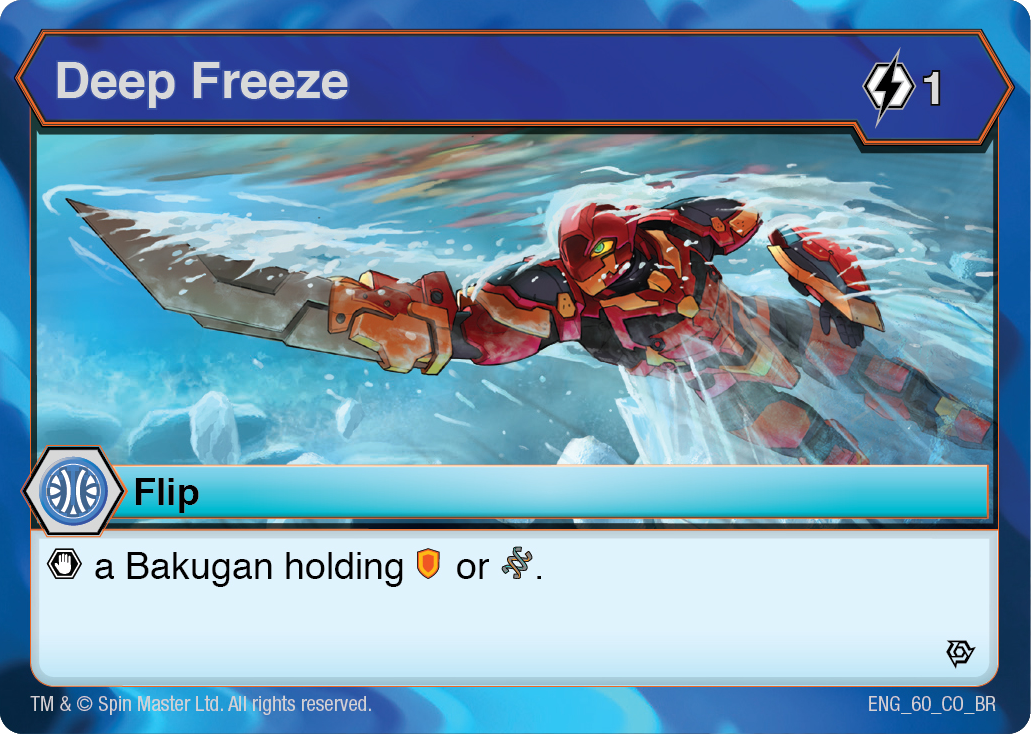 Deep Freeze
1
Flip
a Bakugan holding or .
TM & © Spin Master Ltd. All rights reserved.
ENG_60_CO_BR